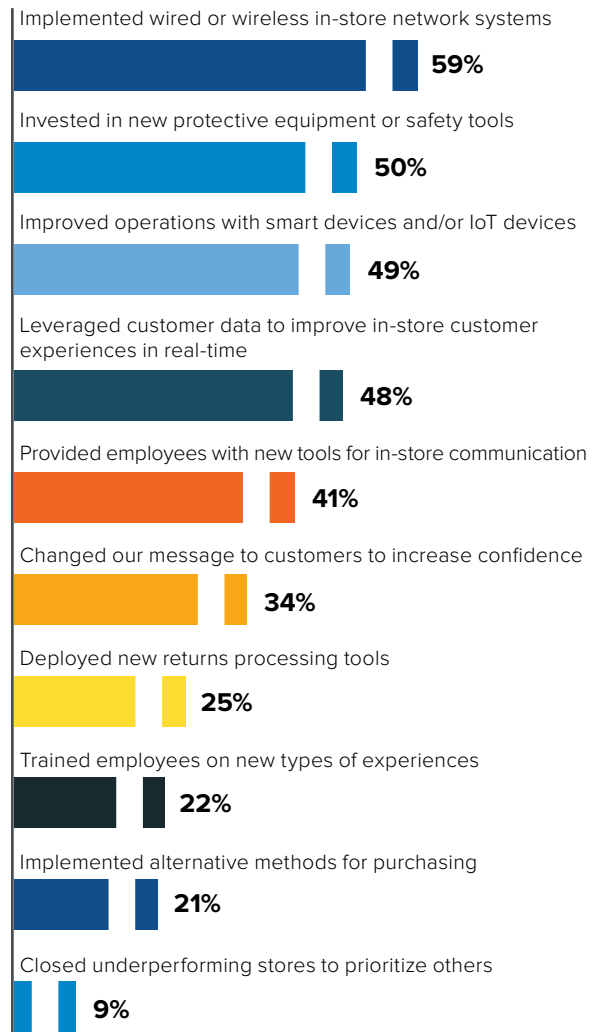 Implemented wired or wireless in-store network systems
59%
Invested in new protective equipment or safety tools
50%
Improved operations with smart devices and/or IoT devices
49%
Leveraged customer data to improve in-store customer
experiences in real-time
48%
Provided employees with new tools for in-store communication
41%
Changed our message to customers to increase confidence
34%
Deployed new returns processing tools
25%
Trained employees on new types of experiences
22%
Implemented alternative methods for purchasing
21%
Closed underperforming stores to prioritize others
9%